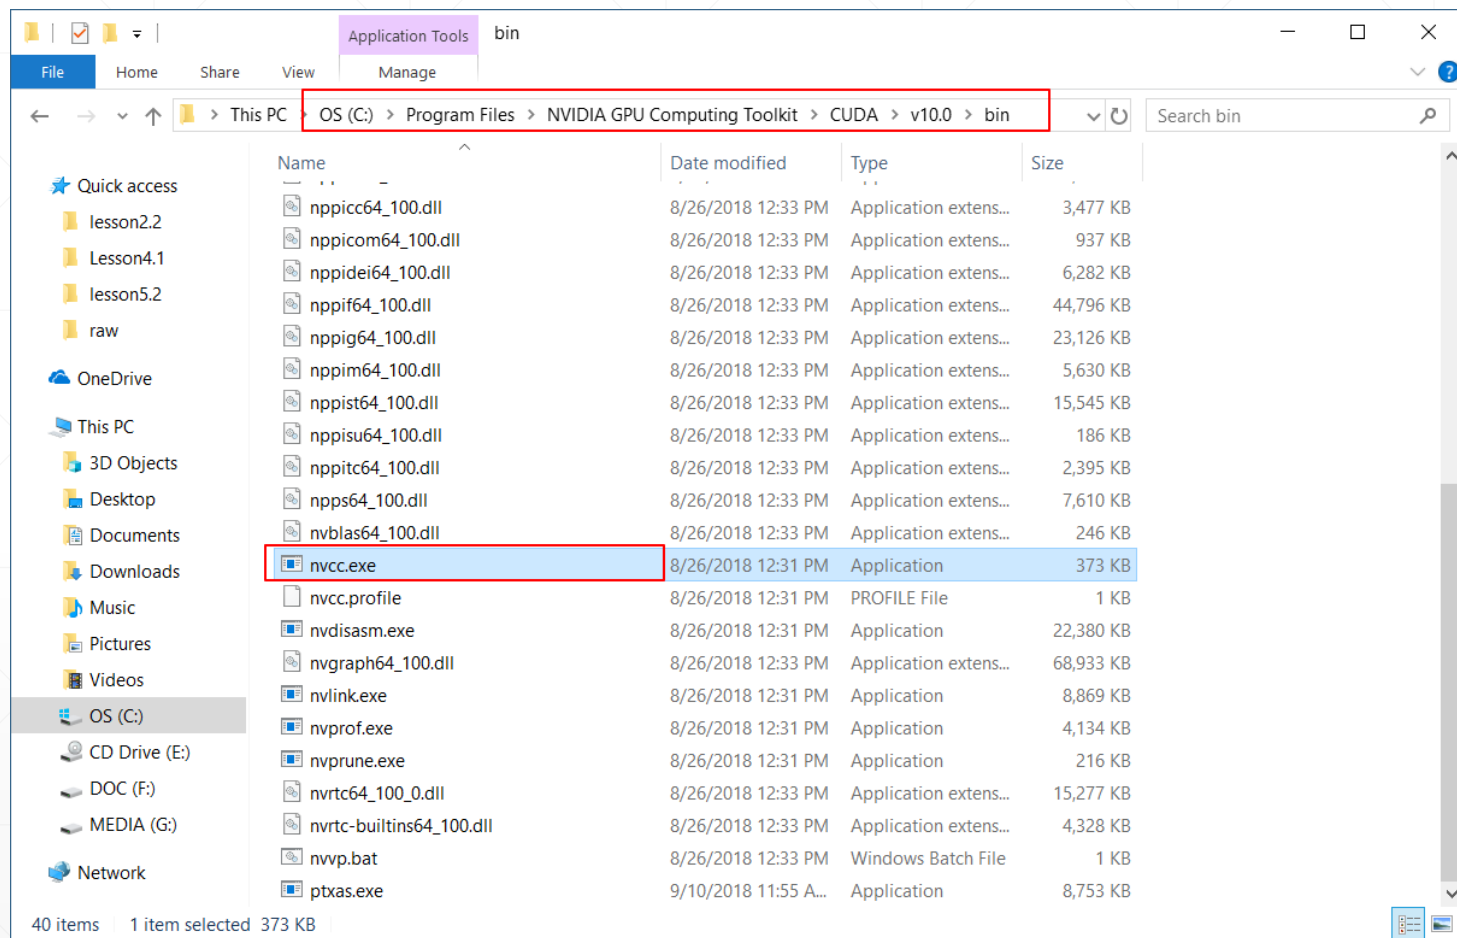 Application Tools bin
File Home Share View Manage
This PC > OS (C:) > Program Files > NVIDIA GPU Computing Toolkit > CUDA > v10.0 > bin
Search bin
Quick access
lesson2.2
Lesson4.1
lesson5.2
raw
OneDrive
This PC
3D Objects
Desktop
Documents
Downloads
Music
Pictures
Videos
OS (C:)
CD Drive (E:)
DOC (F:)
MEDIA (G:)
Network
Name Date modified Type Size
nppicc64_100.dll 8/26/2018 12:33 PM Application extens... 3,477 KB
nppicom64_100.dll 8/26/2018 12:33 PM Application extens... 937 KB
nppidei64_100.dll 8/26/2018 12:33 PM Application extens... 6,282 KB
nppif64_100.dll 8/26/2018 12:33 PM Application extens... 44,796 KB
nppig64_100.dll 8/26/2018 12:33 PM Application extens... 23,126 KB
nppim64_100.dll 8/26/2018 12:33 PM Application extens... 5,630 KB
nppist64_100.dll 8/26/2018 12:33 PM Application extens... 15,545 KB
nppisu64_100.dll 8/26/2018 12:33 PM Application extens... 186 KB
nppitc64_100.dll 8/26/2018 12:33 PM Application extens... 2,395 KB
npps64_100.dll 8/26/2018 12:33 PM Application extens... 7,610 KB
nvblas64_100.dll 8/26/2018 12:33 PM Application extens... 246 KB
nvcc.exe 8/26/2018 12:31 PM Application 373 KB
nvcc.profile 8/26/2018 12:31 PM PROFILE File 1 KB
nvdisasm.exe 8/26/2018 12:31 PM Application 22,380 KB
nvgraph64_100.dll 8/26/2018 12:33 PM Application extens... 68,933 KB
nvlink.exe 8/26/2018 12:31 PM Application 8,869 KB
nvprof.exe 8/26/2018 12:33 PM Application 4,134 KB
nvprune.exe 8/26/2018 12:31 PM Application 216 KB
nvrtc64_100_0.dll 8/26/2018 12:33 PM Application extens... 15,277 KB
nvrtc-builtins64_100.dll 8/26/2018 12:33 PM Application extens... 4,328 KB
nvvp.bat 8/26/2018 12:33 PM Windows Batch File 1 KB
ptxas.exe 9/10/2018 11:55 A... Application 8,753 KB
40 items 1 item selected 373 KB